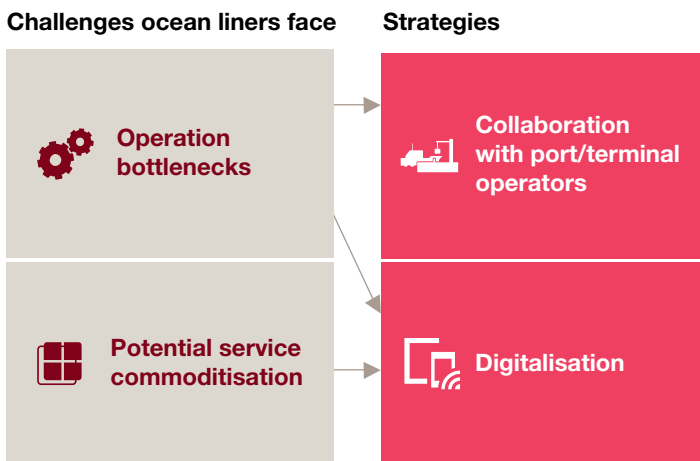 Challenges ocean liners face
Strategies
Operation
bottlenecks
Collaboration
with port/terminal
operators
Potential service
commoditisation
Digitalisation